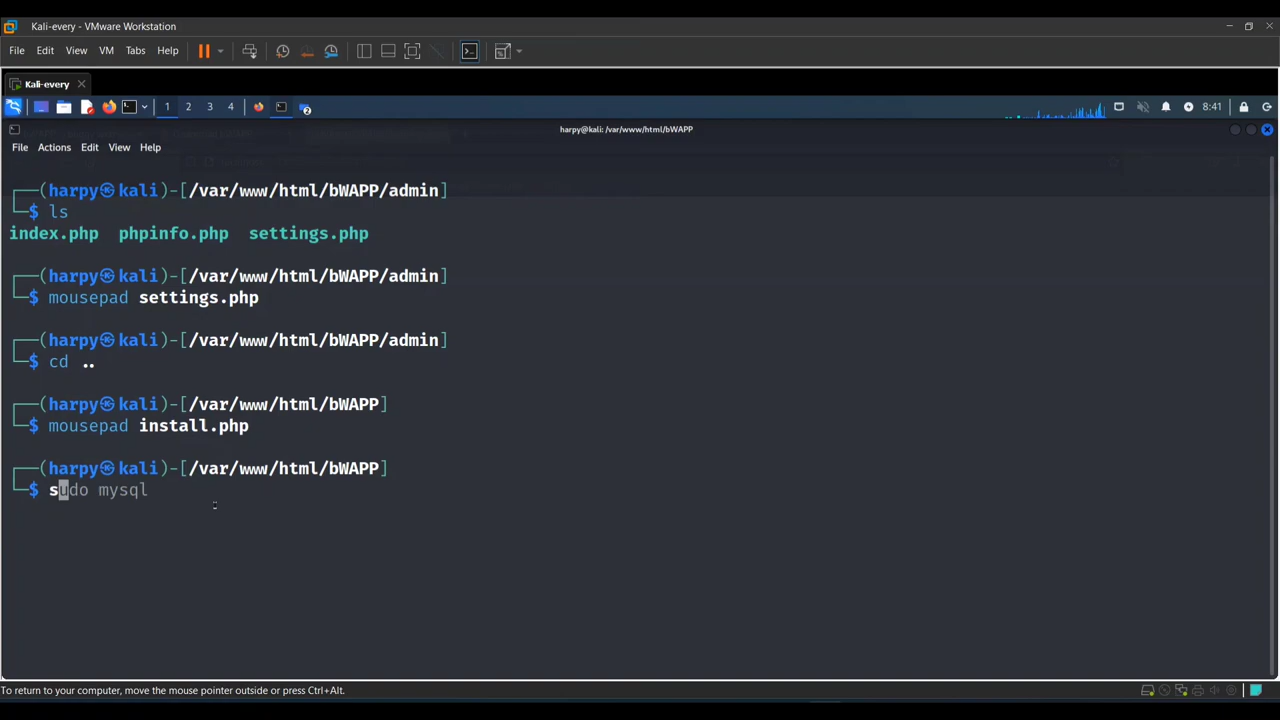 Kali-every - VMware Workstation
File Edit View VM Tabs Help
Kali-every
1 2 3 4 2 8:41
harpy@kali: /var/www/html/bWAPP
File Actions Edit View Help
┌──(harpy㉿kali)-[/var/www/html/bWAPP/admin]
└─$ ls
index.php phpinfo.php settings.php
┌──(harpy㉿kali)-[/var/www/html/bWAPP/admin]
└─$ mousepad settings.php
┌──(harpy㉿kali)-[/var/www/html/bWAPP/admin]
└─$ cd ..
┌──(harpy㉿kali)-[/var/www/html/bWAPP]
└─$ mousepad install.php
┌──(harpy㉿kali)-[/var/www/html/bWAPP]
└─$ sudo mysql
To return to your computer, move the mouse pointer outside or press Ctrl+Alt.